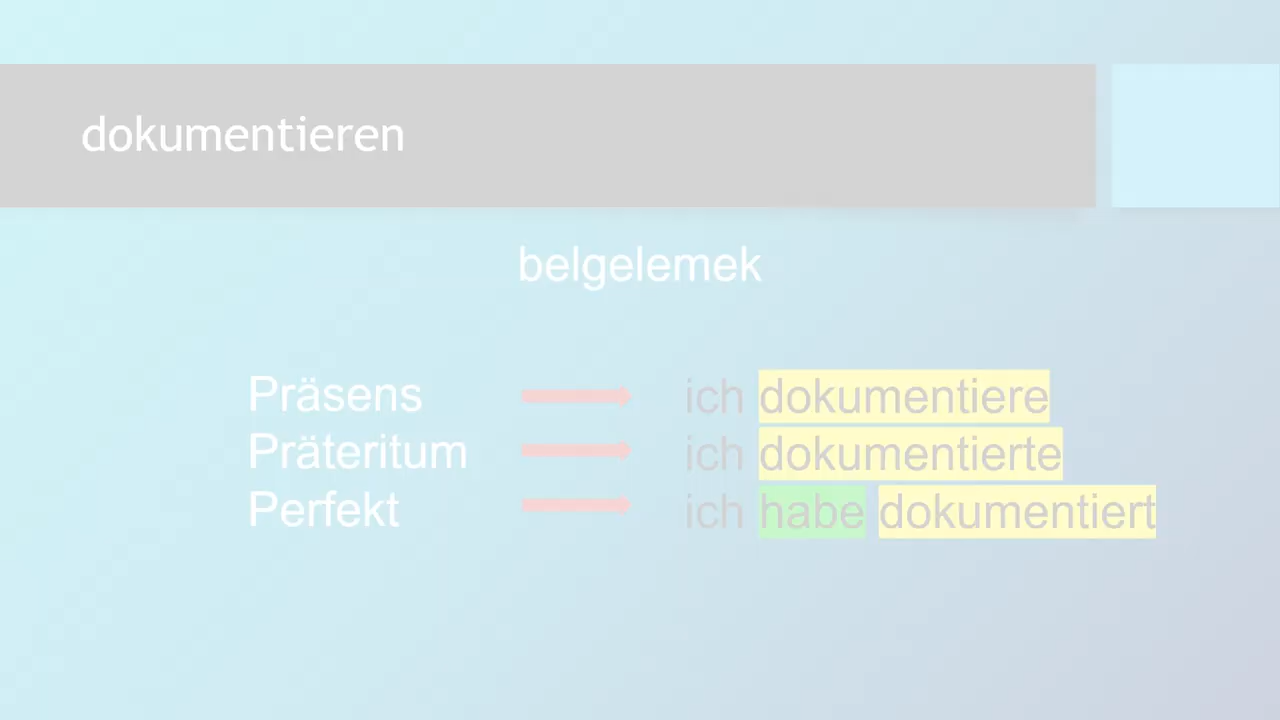 dokumentieren
belgelemek
Präsens ich dokumentiere
Präteritum ich dokumentierte
Perfekt ich habe dokumentiert